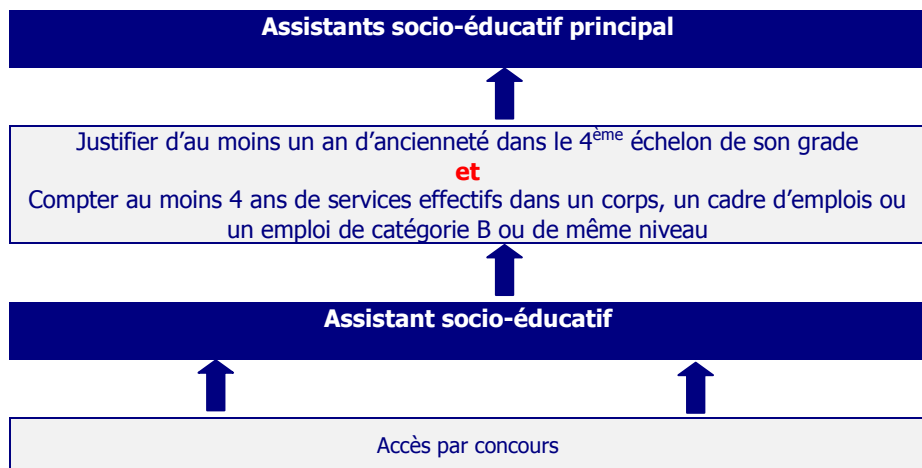 Assistants socio-éducatif principal
Justifier d’au moins un an d’ancienneté dans le 4ème échelon de son grade
et
Compter au moins 4 ans de services effectifs dans un corps, un cadre d’emplois ou
un emploi de catégorie B ou de même niveau
Assistant socio-éducatif
Accès par concours